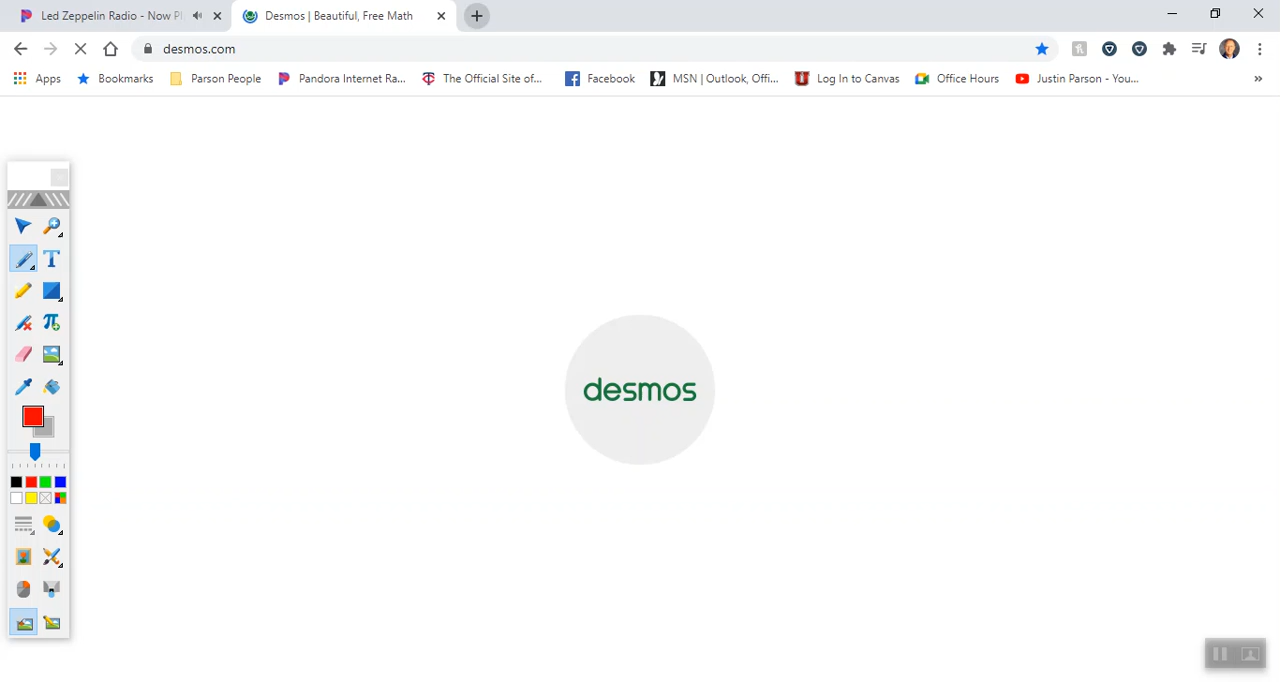 Led Zeppelin Radio - Now Pl
Desmos | Beautiful, Free Math
desmos.com
Apps
Bookmarks
Parson People
Pandora Internet Ra...
The Official Site of...
Facebook
MSN | Outlook, Offi...
Log In to Canvas
Office Hours
Justin Parson - You...
desmos